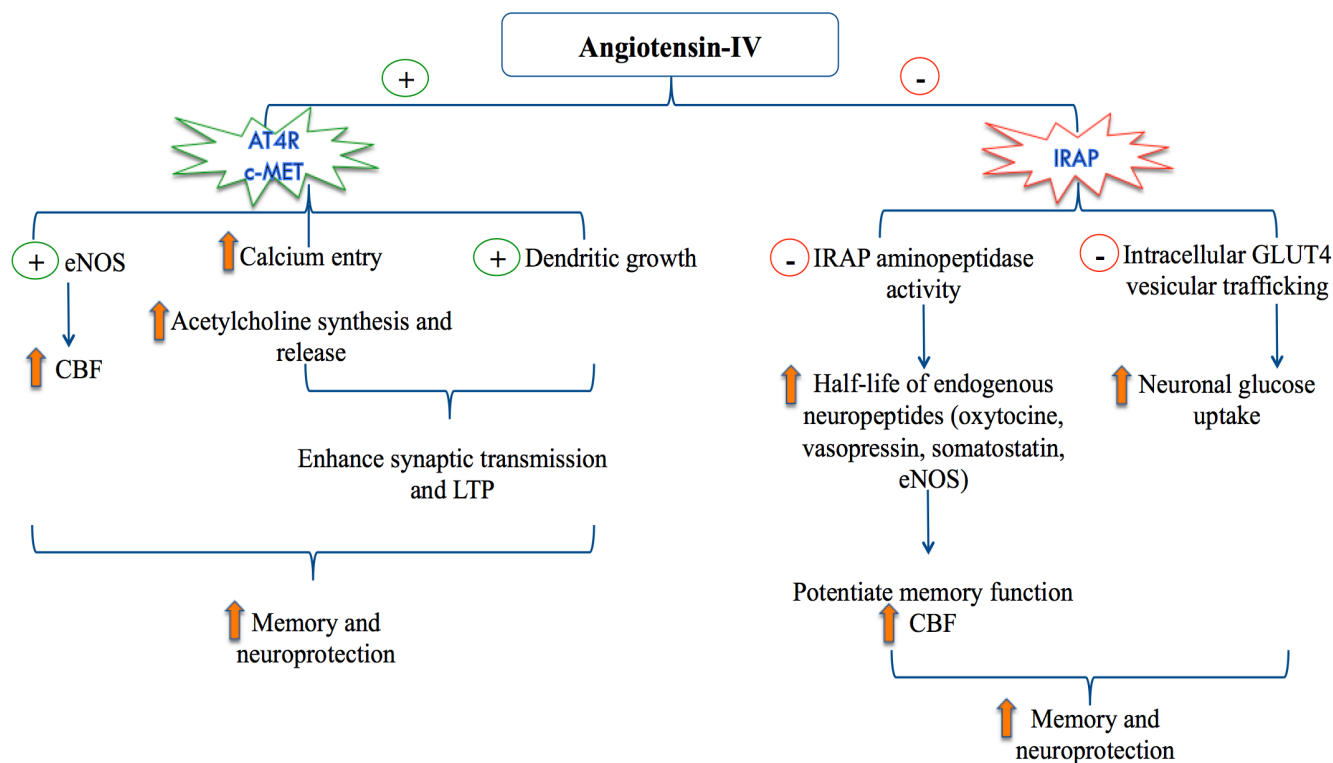 Angiotensin-IV
+
-
AT4R
c-MET
IRAP
+ eNOS
Calcium entry
+ Dendritic growth
- IRAP aminopeptidase
activity
- Intracellular GLUT4
vesicular trafficking
Acetylcholine synthesis and
release
CBF
Half-life of endogenous
neuropeptides (oxytocine,
vasopressin, somatostatin,
eNOS)
Neuronal glucose
uptake
Enhance synaptic transmission
and LTP
Potentiate memory function
CBF
Memory and
neuroprotection
Memory and
neuroprotection